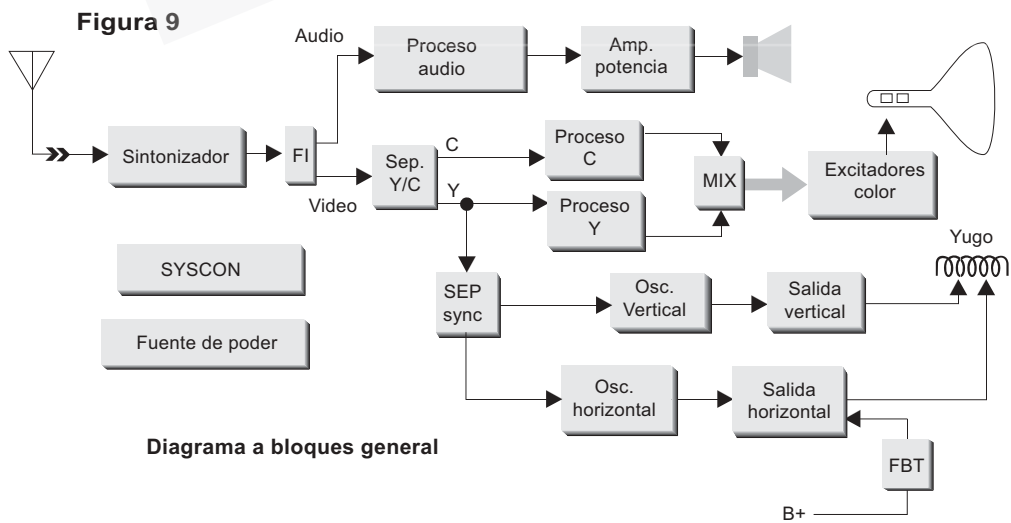 Figura 9
Audio
Proceso
audio
Amp.
potencia
Sintonizador
FI
Video
Sep.
Y/C
C
Y
Proceso
C
Proceso
Y
MIX
Excitadores
color
Yugo
SYSCON
Fuente de poder
SEP
sync
Osc.
Vertical
Salida
vertical
Osc.
horizontal
Salida
horizontal
FBT
B+
Diagrama a bloques general